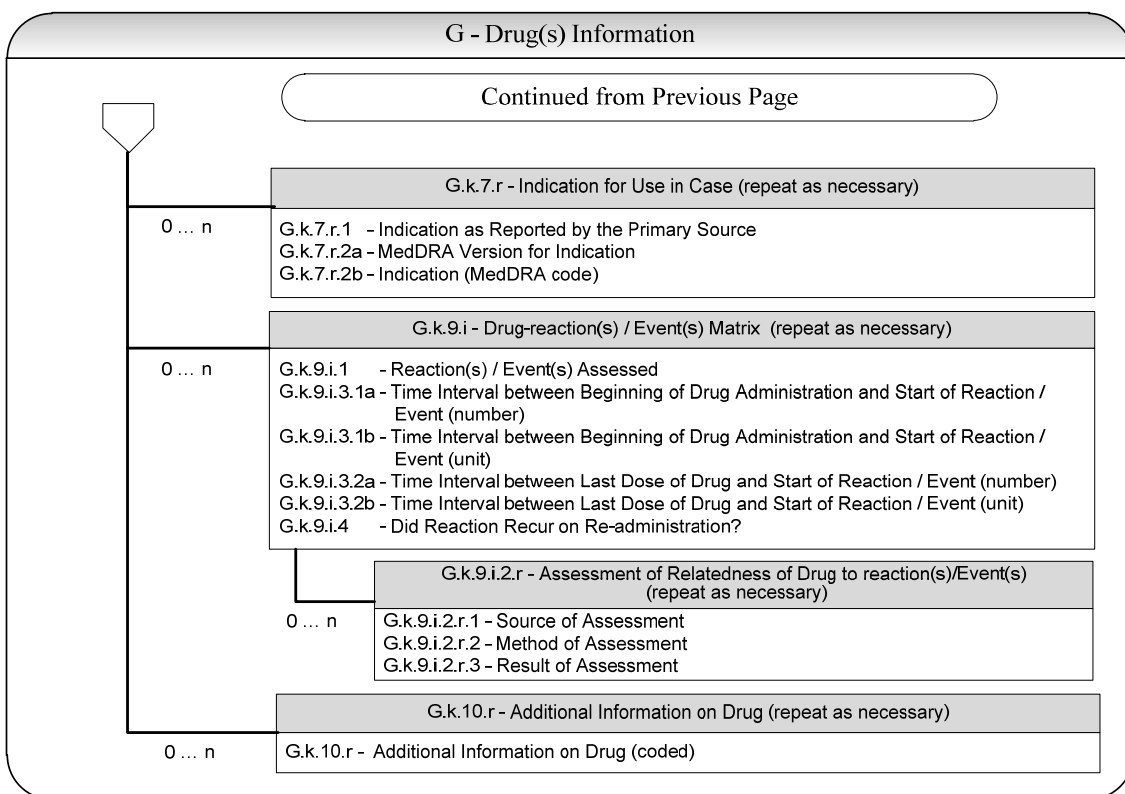 G - Drug(s) Information
Continued from Previous Page
G.k.7.r - Indication for Use in Case (repeat as necessary)
0 ... n
G.k.7.r.1 - Indication as Reported by the Primary Source
G.k.7.r.2a - MedDRA Version for Indication
G.k.7.r.2b - Indication (MedDRA code)
G.k.9.i - Drug-reaction(s) / Event(s) Matrix (repeat as necessary)
0 ... n
G.k.9.i.1 - Reaction(s) / Event(s) Assessed
G.k.9.i.3.1a - Time Interval between Beginning of Drug Administration and Start of Reaction /
Event (number)
G.k.9.i.3.1b - Time Interval between Beginning of Drug Administration and Start of Reaction /
Event (unit)
G.k.9.i.3.2a - Time Interval between Last Dose of Drug and Start of Reaction / Event (number)
G.k.9.i.3.2b - Time Interval between Last Dose of Drug and Start of Reaction / Event (unit)
G.k.9.i.4 - Did Reaction Recur on Re-administration?
G.k.9.i.2.r - Assessment of Relatedness of Drug to reaction(s)/Event(s)
(repeat as necessary)
0 ... n
G.k.9.i.2.r.1 - Source of Assessment
G.k.9.i.2.r.2 - Method of Assessment
G.k.9.i.2.r.3 - Result of Assessment
G.k.10.r - Additional Information on Drug (repeat as necessary)
0 ... n
G.k.10.r - Additional Information on Drug (coded)